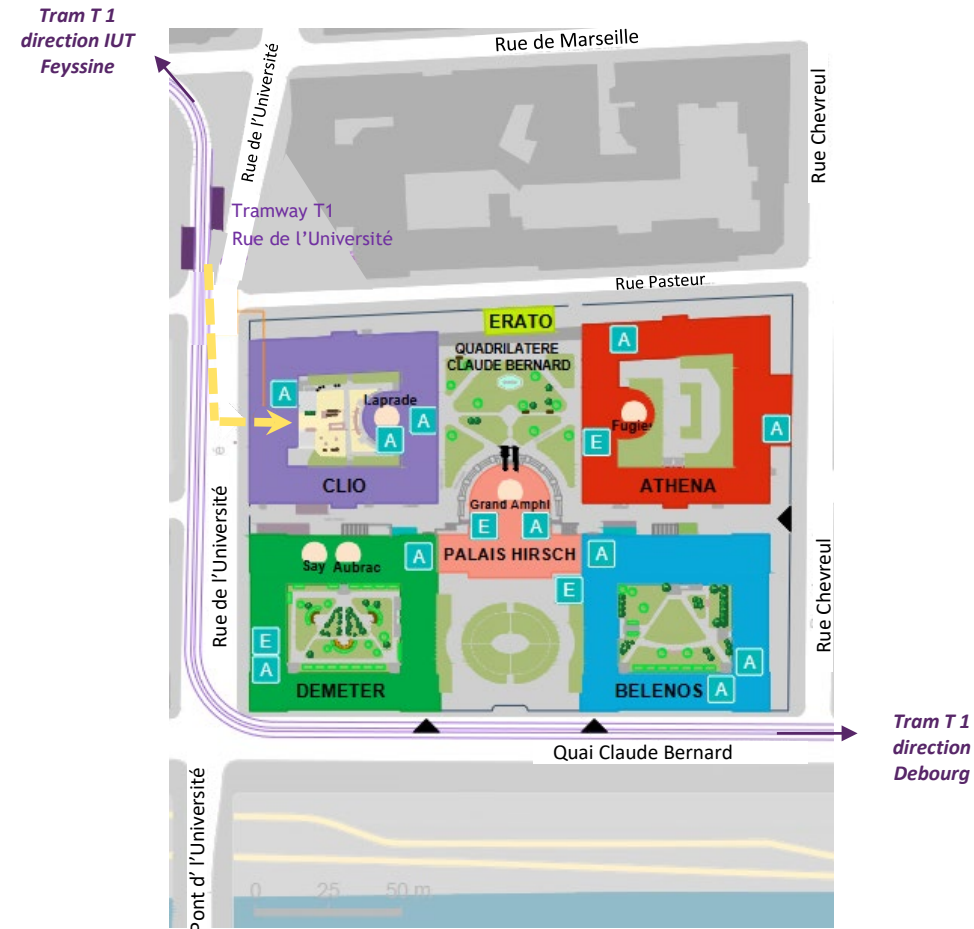 Tram T 1
direction IUT
Feyssine
Rue de Marseille
Rue de l'Université
Rue Chevreul
Tramway T1
Rue de l'Université
Rue Pasteur
ERATO
QUADRILATERE
CLAUDE BERNARD
A
A
Laprade
A
A
Fugier
E
A
A
CLIO
ATHENA
Grand Amphi
E
A
PALAIS HIRSCH
A
A
Say Aubrac
E
Rue de l'Université
Rue Chevreul
E
A
A
DEMETER
BELENOS
A
Tram T 1
direction
Debourg
Quai Claude Bernard
Pont d' l'Université
0 25 50 m